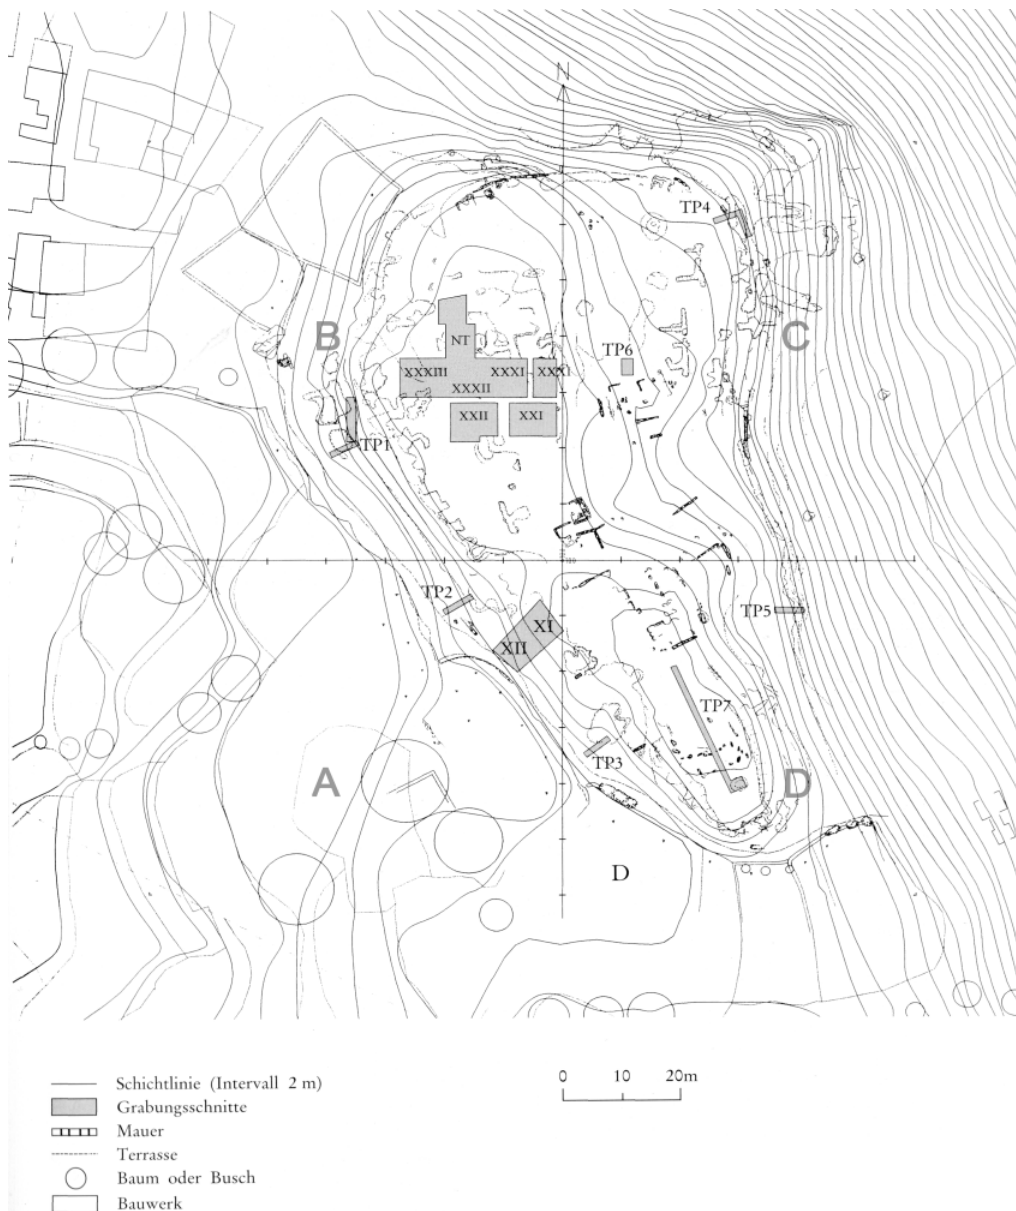 N
TP4
B
C
NT
TP6
XXXIII
XXXI
XXXI
XXXII
XXII
XXI
TP1
TP2
TP5
XI
XII
TP7
TP3
A
D
D
0 10 20m
Schichtlinie (Intervall 2 m)
Grabungsschnitte
Mauer
Terrasse
Baum oder Busch
Bauwerk